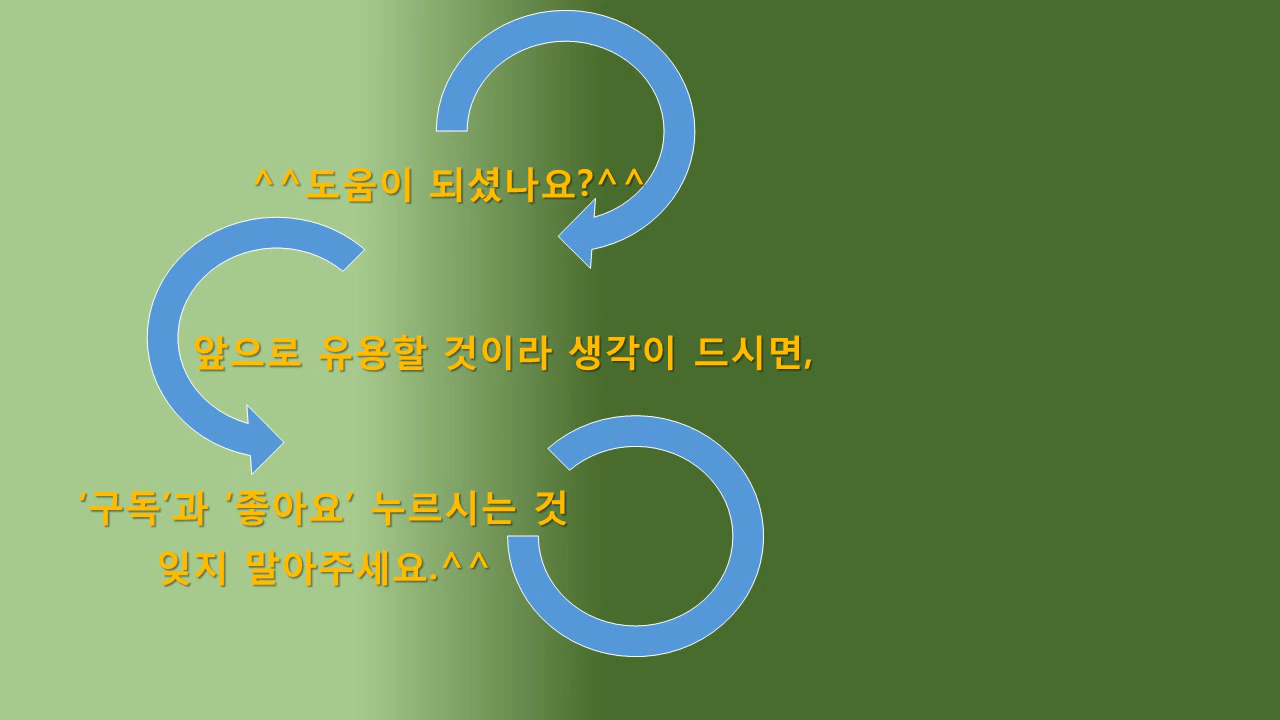 ^^도움이 되셨나요?^^
앞으로 유용할 것이라 생각이 드시면,
‘구독’과 ‘좋아요’ 누르시는 것
잊지 말아주세요.^^